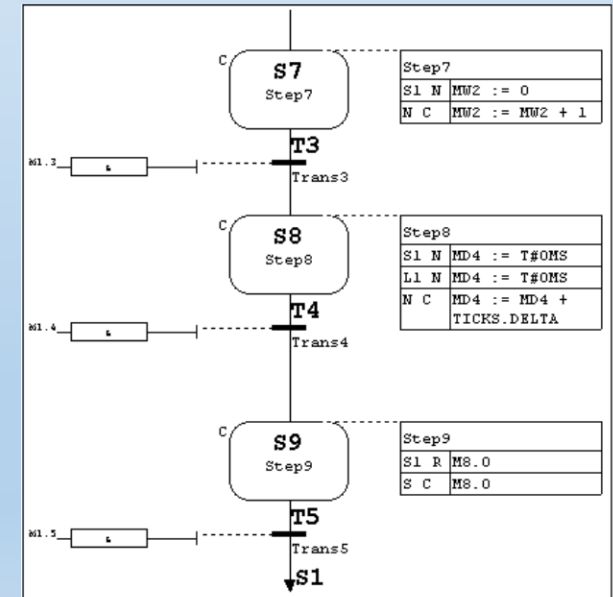 C
S7
Step7
Step7
S1 N MW2 := 0
N C MW2 := MW2 + 1
T3
M1.3
&
Trans3
C
S8
Step8
Step8
S1 N MD4 := T#0MS
L1 N MD4 := T#0MS
N C MD4 := MD4 +
TICKS.DELTA
T4
M1.4
&
Trans4
C
S9
Step9
Step9
S1 R M8.0
S C M8.0
T5
M1.5
&
Trans5
S1